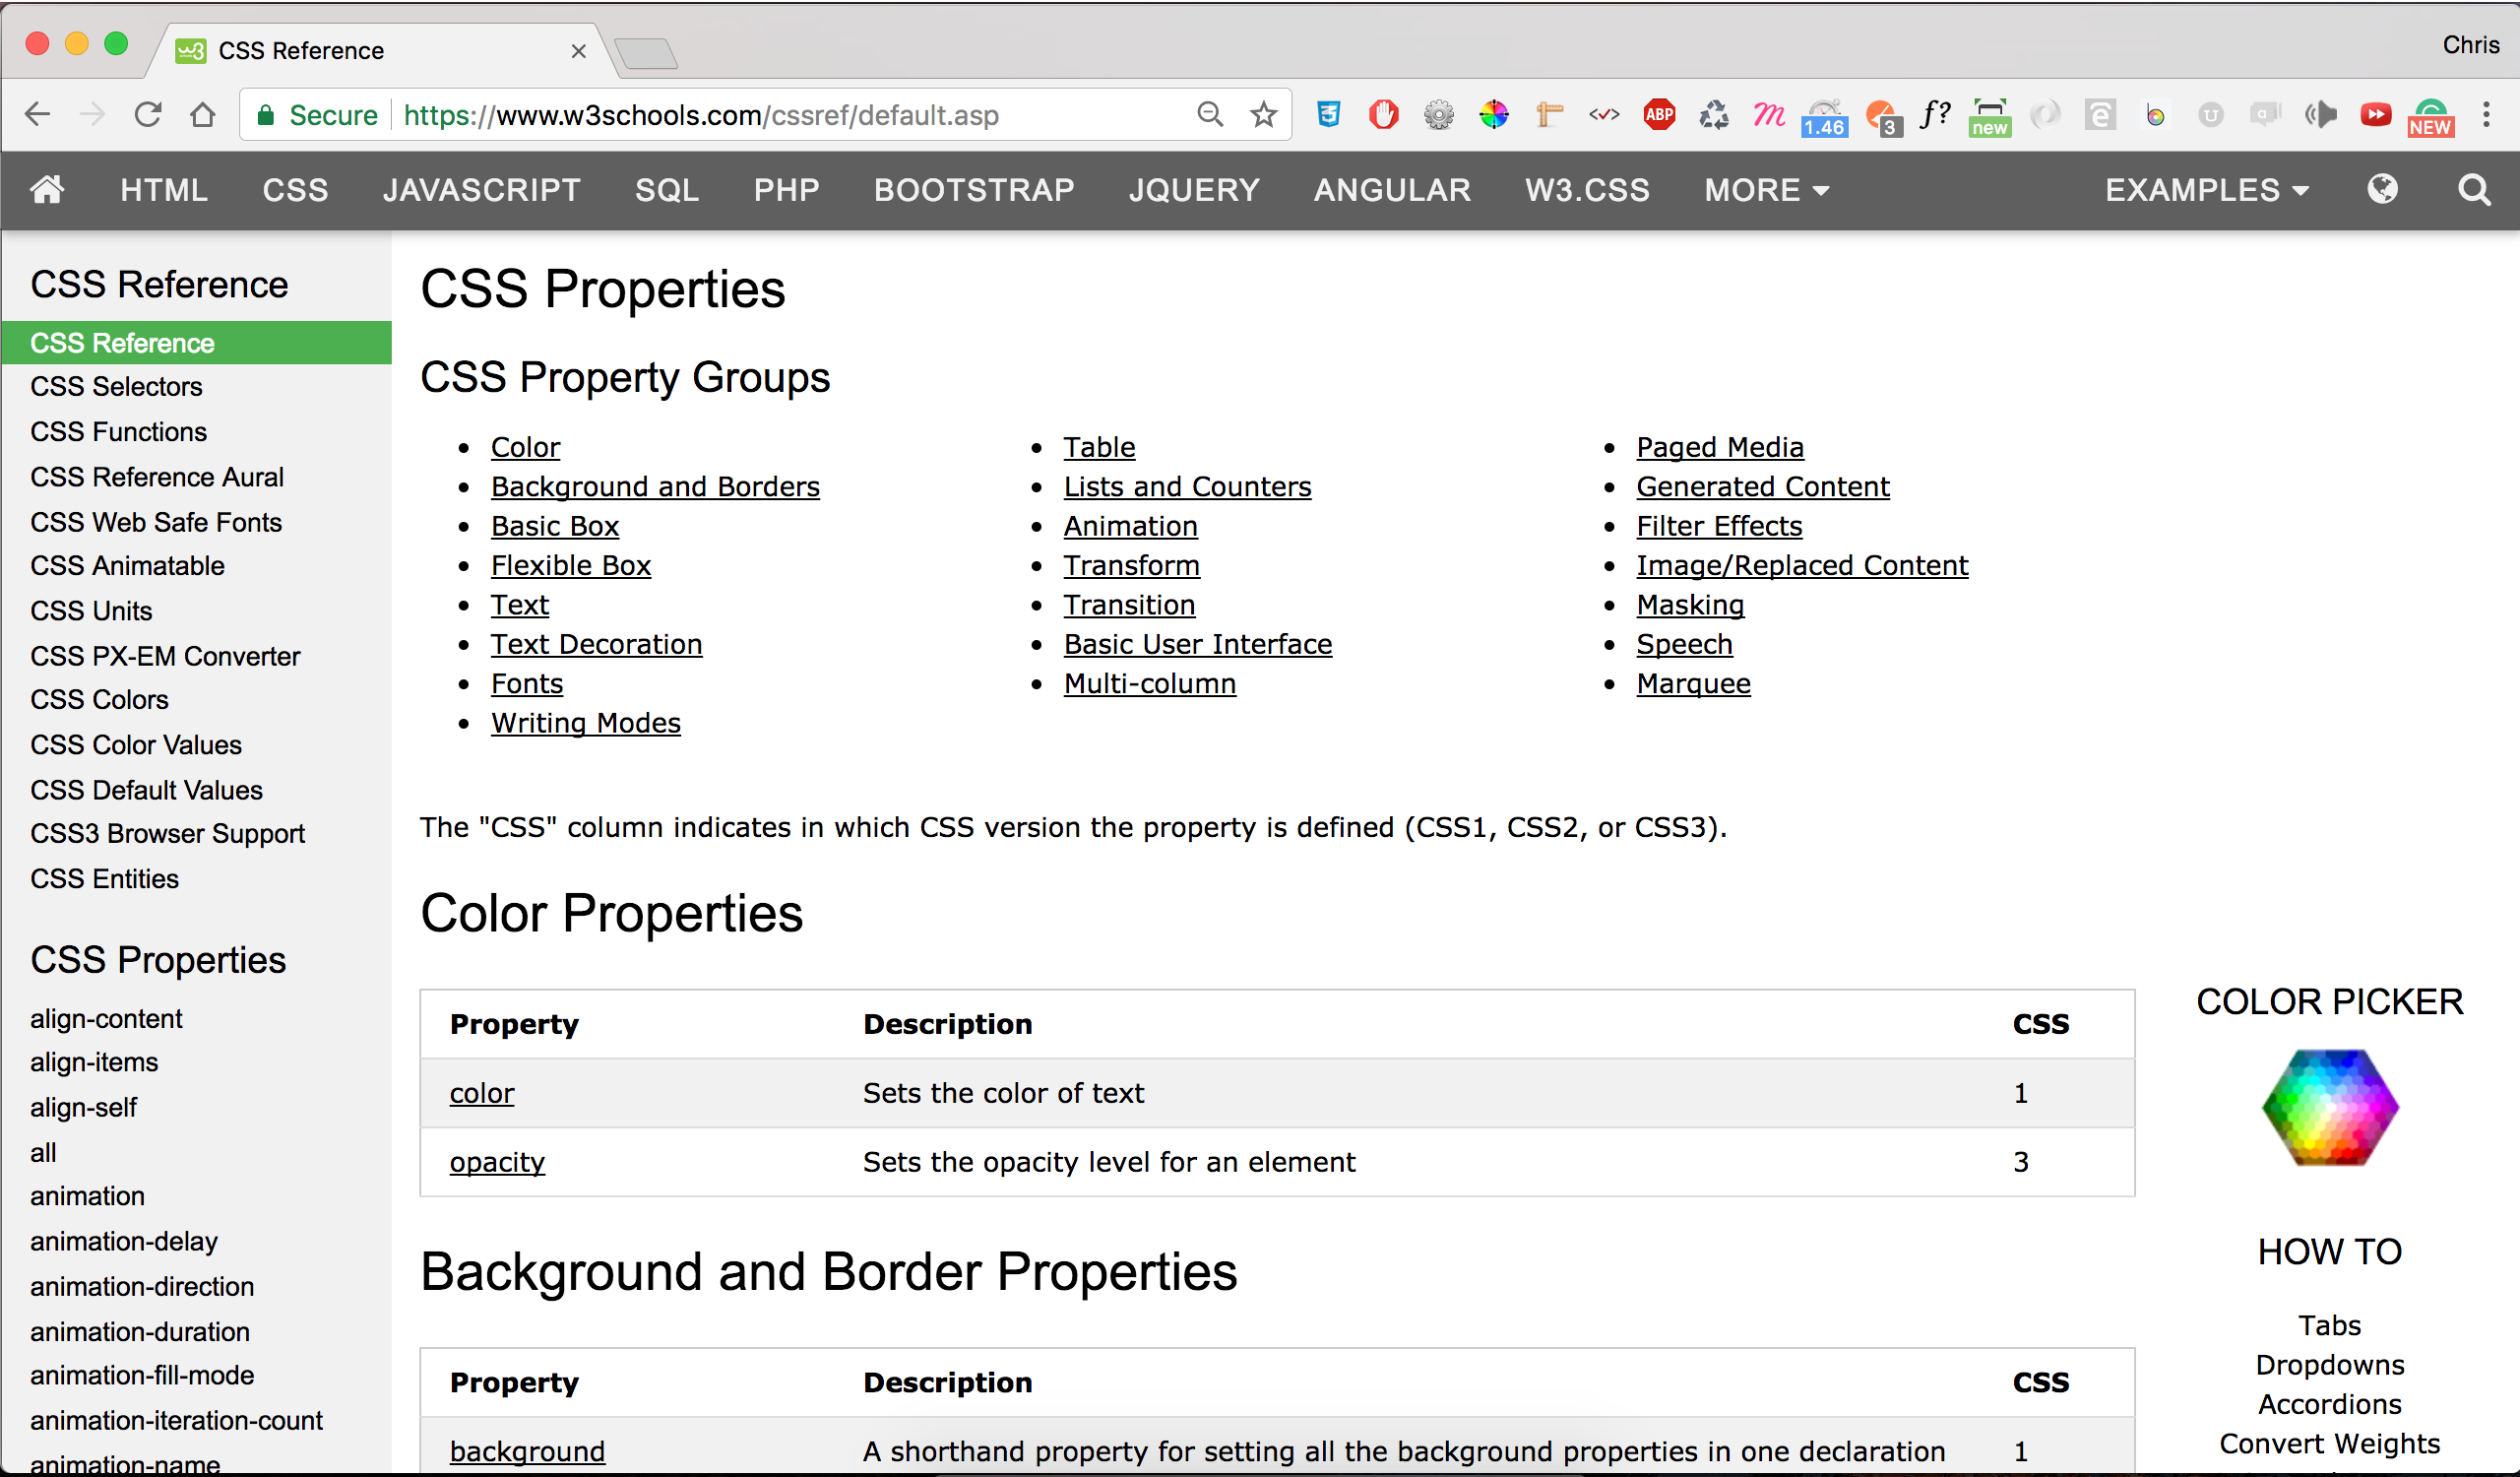 CSS Reference
Chris
Secure https://www.w3schools.com/cssref/default.asp
ABP
1.46
3
f?
new
NEW
HTML CSS JAVASCRIPT SQL PHP BOOTSTRAP JQUERY ANGULAR W3.CSS MORE EXAMPLES
CSS Reference
CSS Reference
CSS Selectors
CSS Functions
CSS Reference Aural
CSS Web Safe Fonts
CSS Animatable
CSS Units
CSS PX-EM Converter
CSS Colors
CSS Color Values
CSS Default Values
CSS3 Browser Support
CSS Entities
CSS Properties
align-content
align-items
align-self
all
animation
animation-delay
animation-direction
animation-duration
animation-fill-mode
animation-iteration-count
animation-name
CSS Properties
CSS Property Groups
Color
Background and Borders
Basic Box
Flexible Box
Text
Text Decoration
Fonts
Writing Modes
Table
Lists and Counters
Animation
Transform
Transition
Basic User Interface
Multi-column
Paged Media
Generated Content
Filter Effects
Image/Replaced Content
Masking
Speech
Marquee
The "CSS" column indicates in which CSS version the property is defined (CSS1, CSS2, or CSS3).
Color Properties
Property Description CSS
color Sets the color of text 1
opacity Sets the opacity level for an element 3
Background and Border Properties
Property Description CSS
background A shorthand property for setting all the background properties in one declaration 1
COLOR PICKER
HOW TO
Tabs
Dropdowns
Accordions
Convert Weights